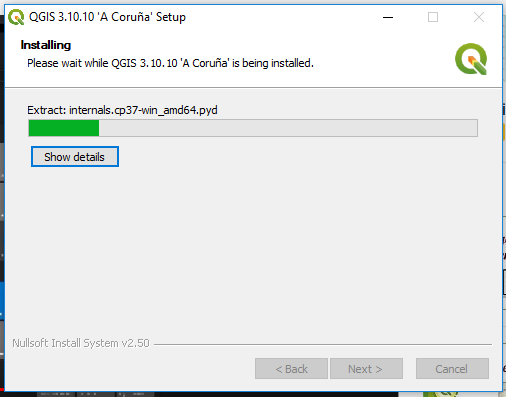 QGIS 3.10.10 'A Coruña' Setup
Installing
Please wait while QGIS 3.10.10 'A Coruña' is being installed.
Extract: internals.cp37-win_amd64.pyd
Show details
Nullsoft Install System v2.50
< Back
Next >
Cancel